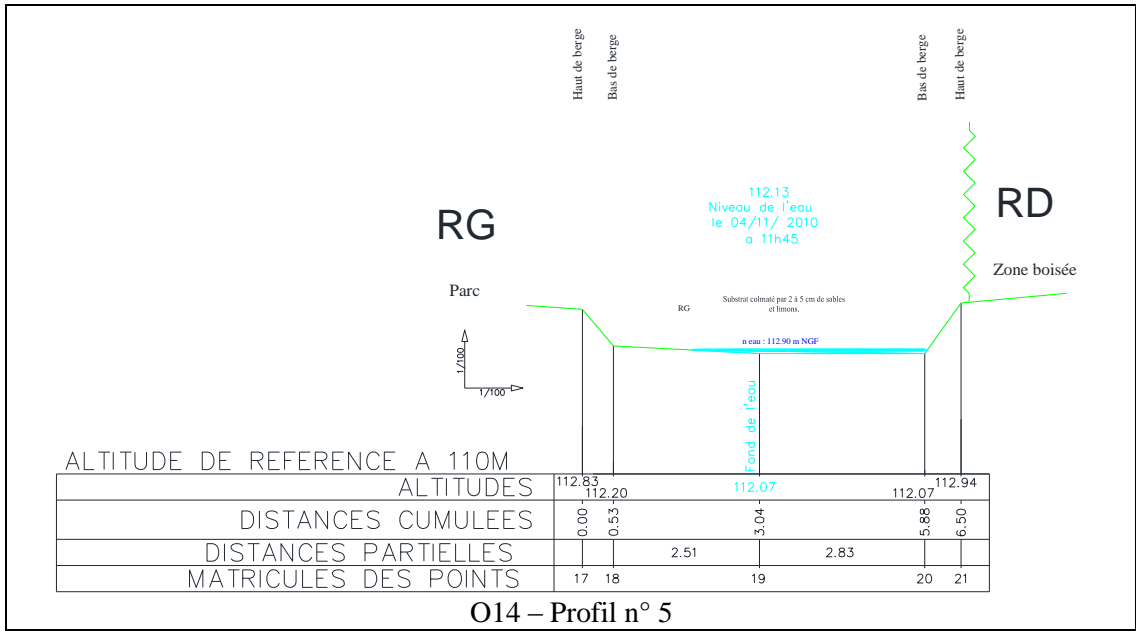 Haut de berge
Bas de berge
Bas de berge
Haut de berge
112.13
Niveau de l'eau
le 04/11/ 2010
a 11h45
RG
RD
Parc
Zone boisée
RG
Substrat colmaté par 2 à 5 cm de sables
et limons.
n eau : 112.90 m NGF
1/100
1/100
Fond de l'eau
ALTITUDE DE REFERENCE A 110M
ALTITUDES 112.83 112.20 112.07 112.07 112.94
DISTANCES CUMULEES 0.00 0.53 3.04 5.88 6.50
DISTANCES PARTIELLES 2.51 2.83
MATRICULES DES POINTS 17 18 19 20 21
O14 – Profil n° 5